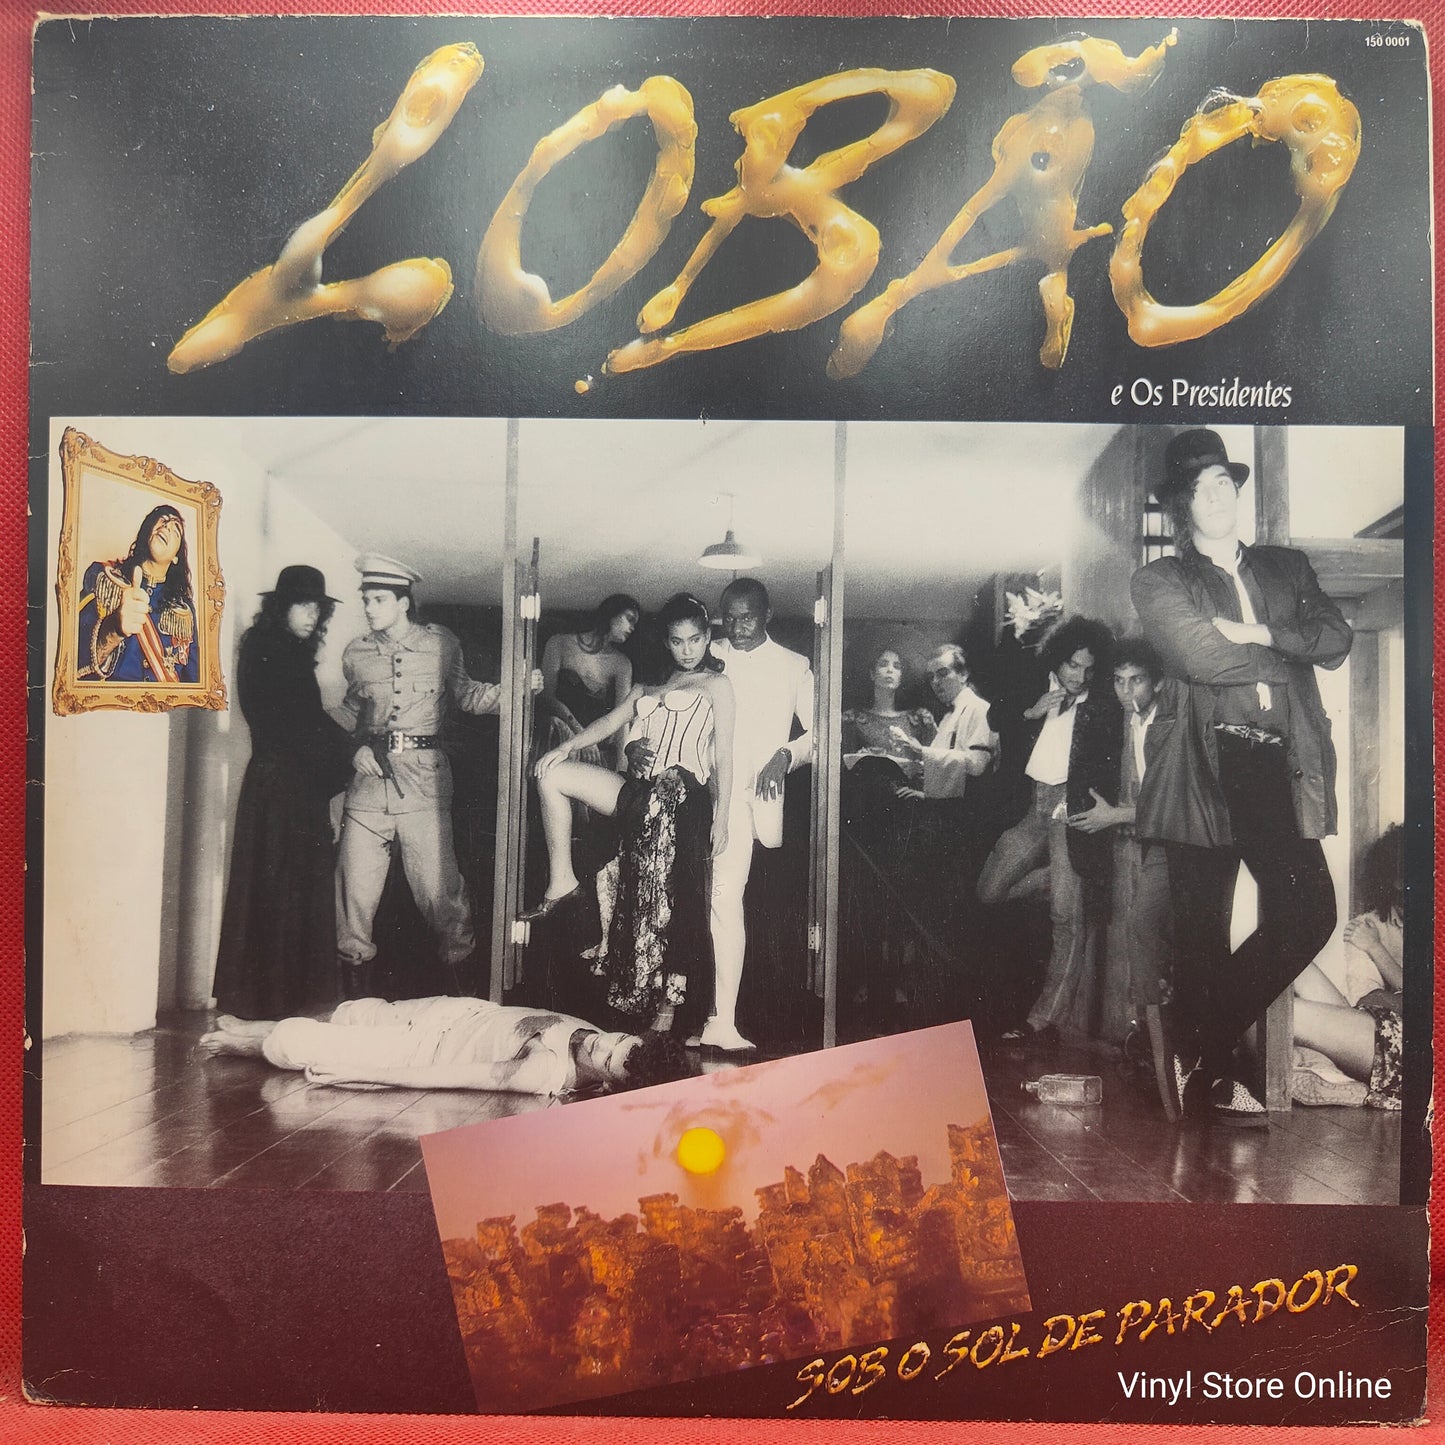 150 0001
LOBÃO
e Os Presidentes
SOB O SOL DE PARADOR
Vinyl Store Online